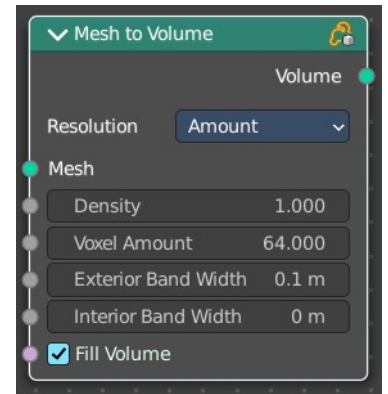 Mesh to Volume
Volume
Resolution Amount
Mesh
Density 1.000
Voxel Amount 64.000
Exterior Band Width 0.1 m
Interior Band Width 0 m
Fill Volume